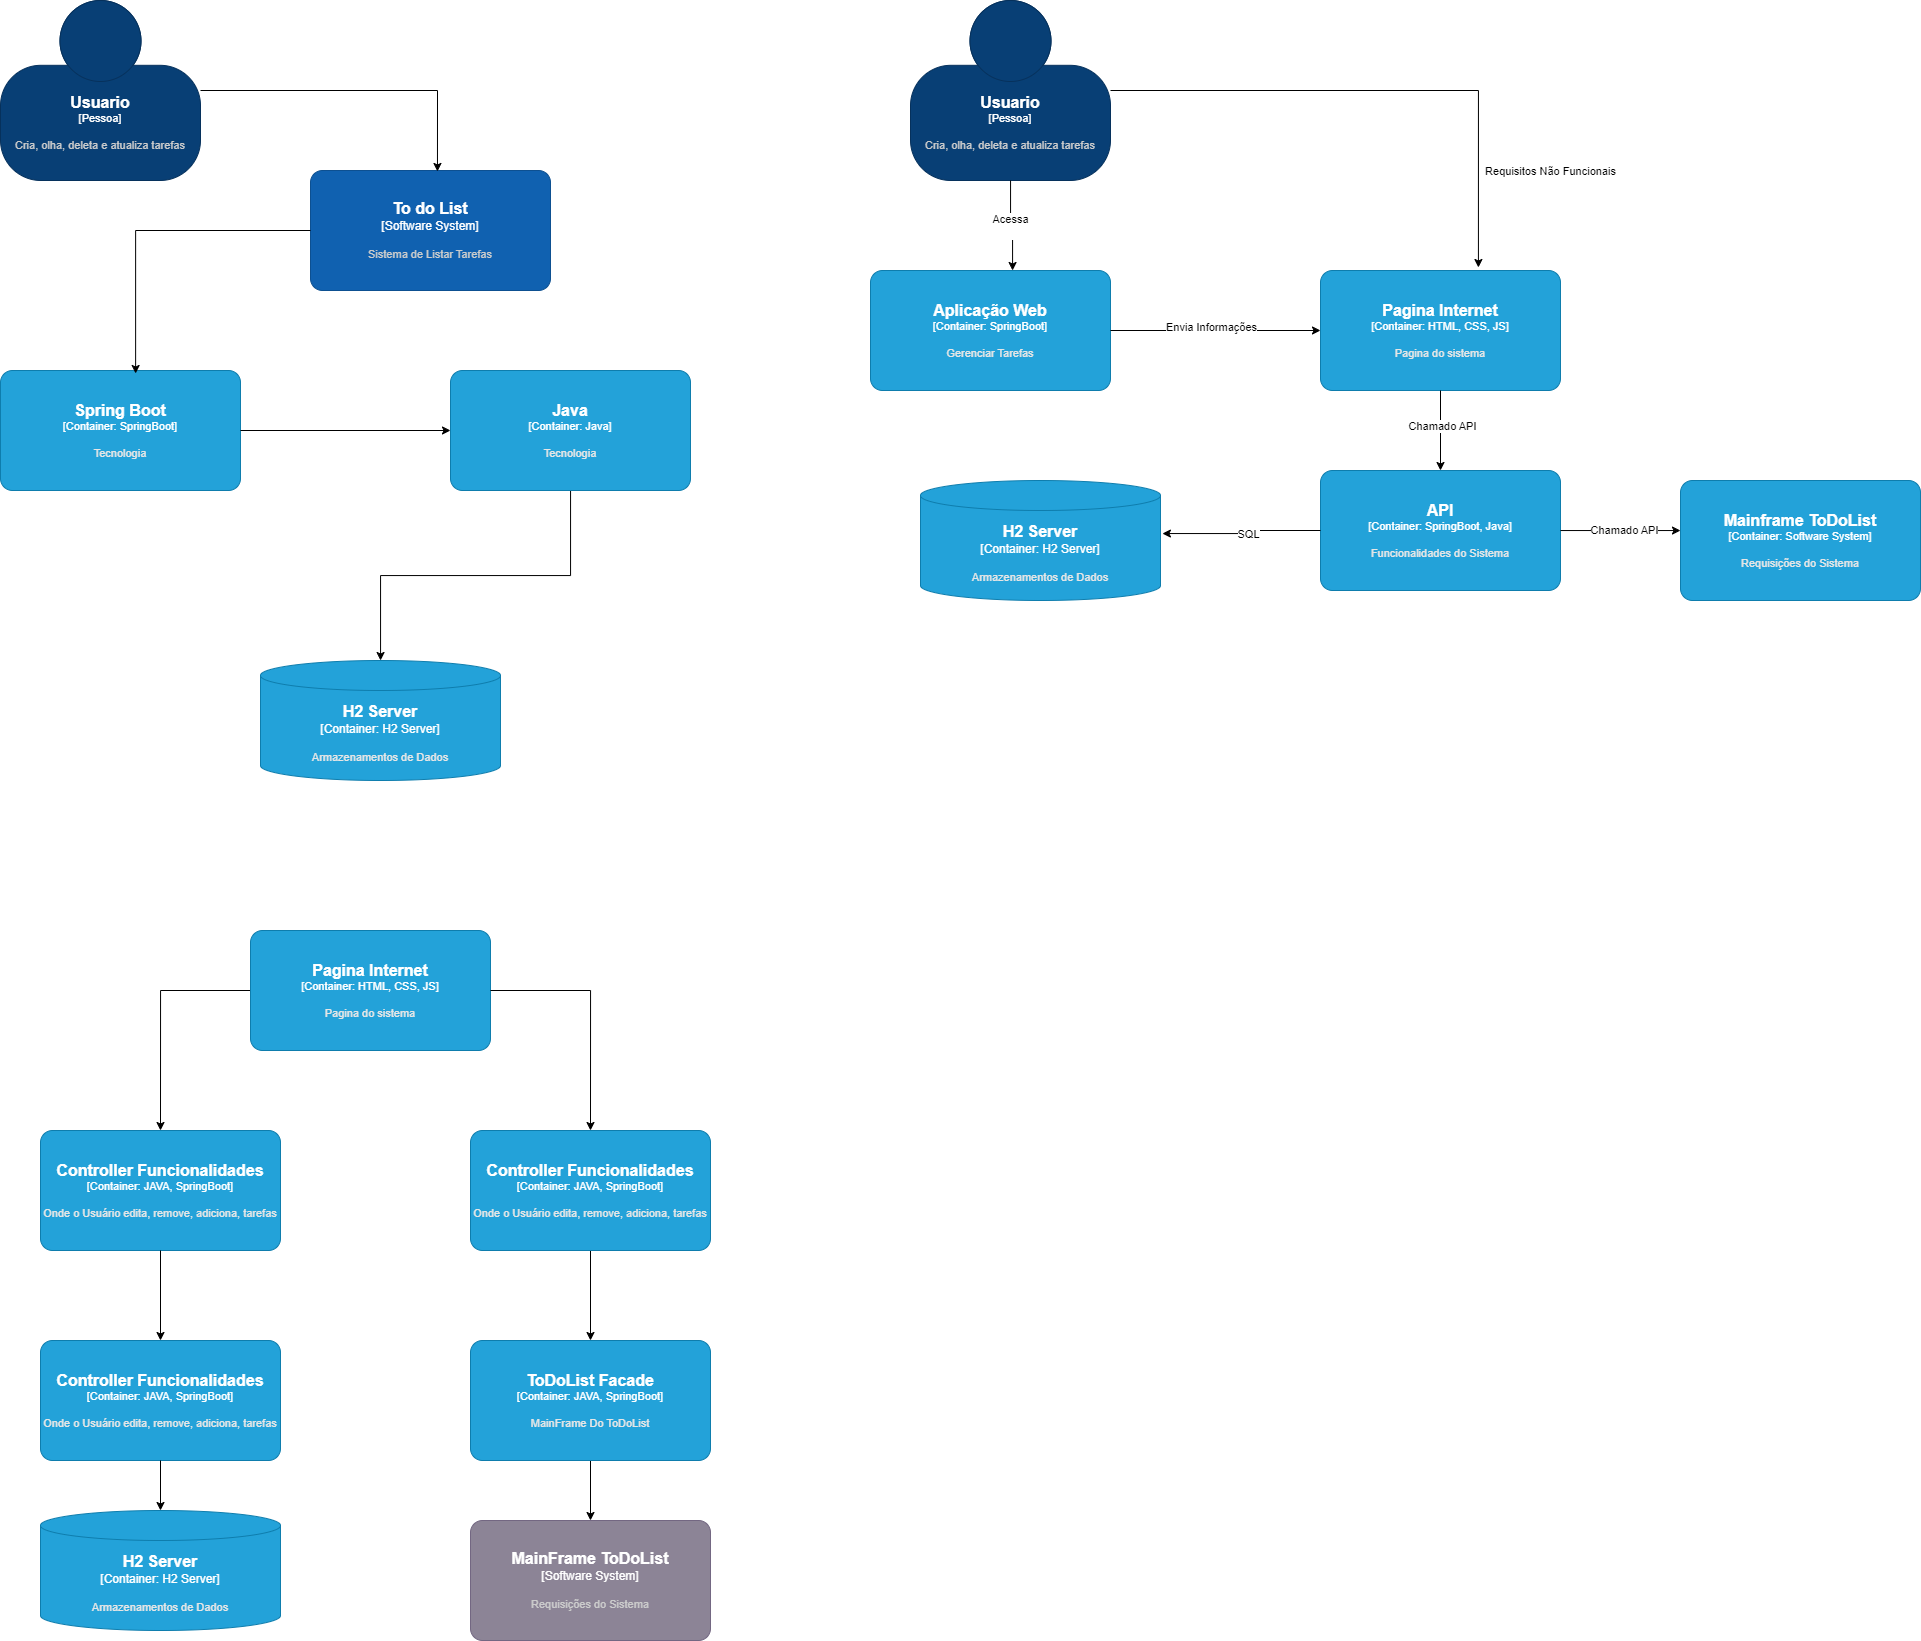 Usuario
[Pessoa]
Cria, olha, deleta e atualiza tarefas
To do List
[Software System]
Sistema de Listar Tarefas
Spring Boot
[Container: SpringBoot]
Tecnologia
Java
[Container: Java]
Tecnologia
H2 Server
[Container: H2 Server]
Armazenamentos de Dados
Usuario
[Pessoa]
Cria, olha, deleta e atualiza tarefas
Requisitos Não Funcionais
Acessa
Aplicação Web
[Container: SpringBoot]
Gerenciar Tarefas
Envia Informações
Pagina Internet
[Container: HTML, CSS, JS]
Pagina do sistema
Chamado API
H2 Server
[Container: H2 Server]
Armazenamentos de Dados
SQL
API
[Container: SpringBoot, Java]
Funcionalidades do Sistema
Chamado API
Mainframe ToDoList
[Container: Software System]
Requisições do Sistema
Pagina Internet
[Container: HTML, CSS, JS]
Pagina do sistema
Controller Funcionalidades
[Container: JAVA, SpringBoot]
Onde o Usuário edita, remove, adiciona, tarefas
Controller Funcionalidades
[Container: JAVA, SpringBoot]
Onde o Usuário edita, remove, adiciona, tarefas
Controller Funcionalidades
[Container: JAVA, SpringBoot]
Onde o Usuário edita, remove, adiciona, tarefas
ToDoList Facade
[Container: JAVA, SpringBoot]
MainFrame Do ToDoList
H2 Server
[Container: H2 Server]
Armazenamentos de Dados
MainFrame ToDoList
[Software System]
Requisições do Sistema